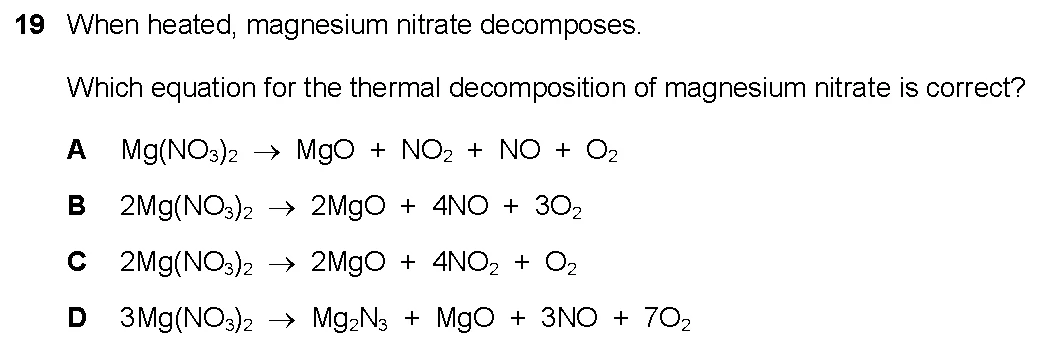 19 When heated, magnesium nitrate decomposes.
Which equation for the thermal decomposition of magnesium nitrate is correct?
A Mg(NO₃)₂ → MgO + NO₂ + NO + O₂
B 2Mg(NO₃)₂ → 2MgO + 4NO + 3O₂
C 2Mg(NO₃)₂ → 2MgO + 4NO₂ + O₂
D 3Mg(NO₃)₂ → Mg₂N₃ + MgO + 3NO + 7O₂